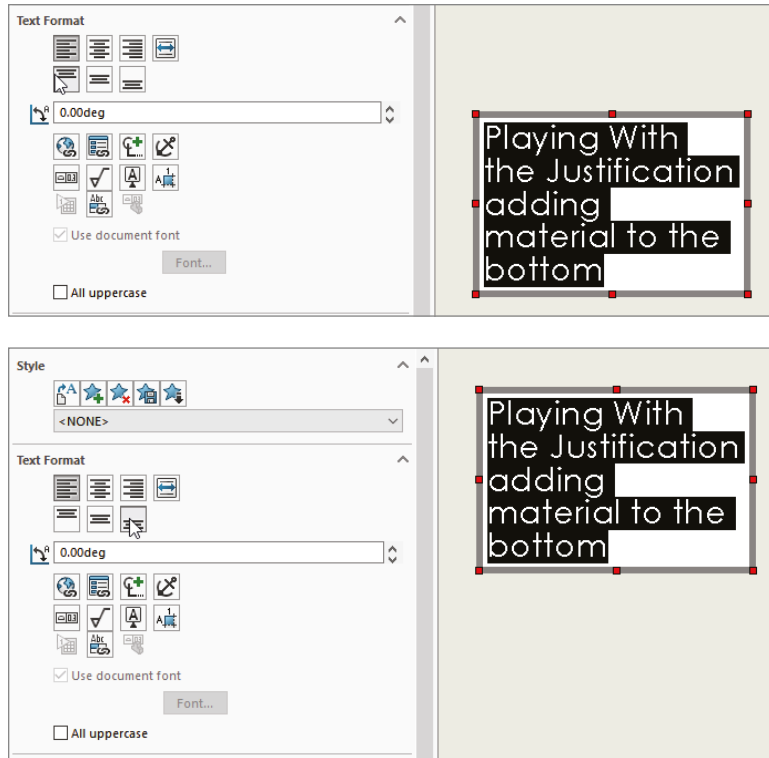 Text Format
0.00deg
Use document font
Font...
All uppercase
Playing With
the Justification
adding
material to the
bottom
Style
<NONE>
Text Format
0.00deg
Use document font
Font...
All uppercase
Playing With
the Justification
adding
material to the
bottom